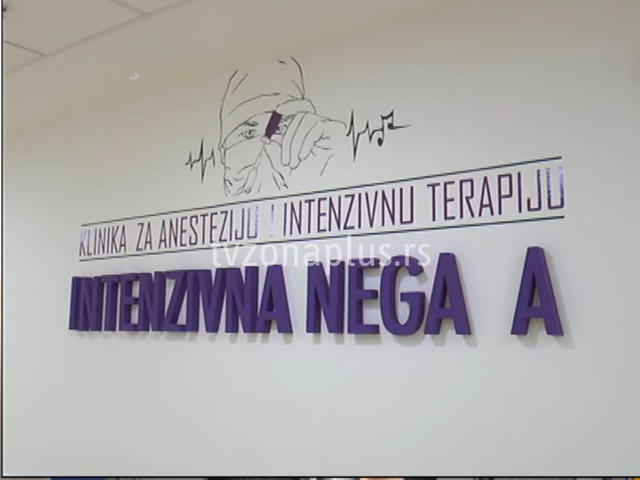 KLINIKA ZA ANESTEZIJU I INTENZIVNU TERAPIJU
tvzonaplus.rs
INTENZIVNA NEGA A